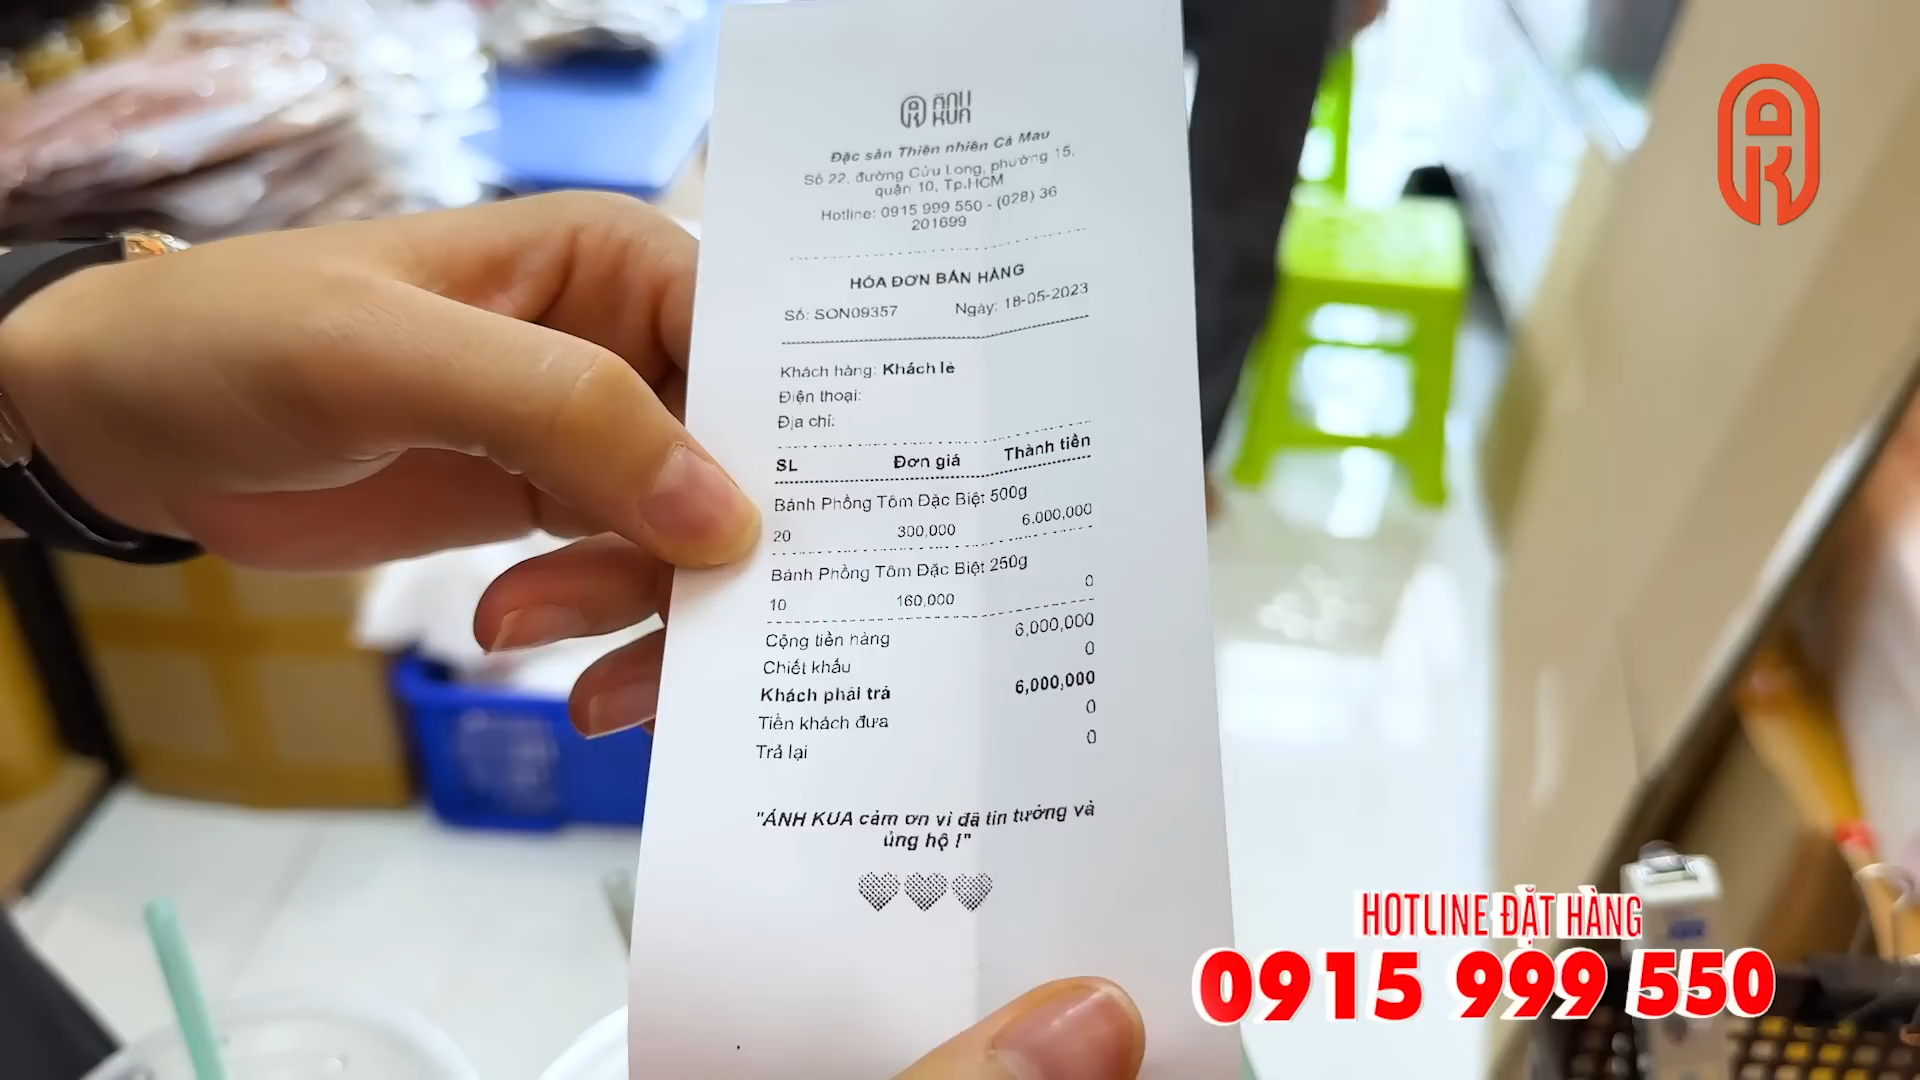 ÁNH
KUA
Đặc sản Thiên nhiên Cà Mau
Số 22, đường Cửu Long, phường 15,
quận 10, Tp.HCM
Hotline: 0915 999 550 - (028) 36
201699
HÓA ĐƠN BÁN HÀNG
Số: SON09357 Ngày: 18-05-2023
Khách hàng: Khách lẻ
Điện thoại:
Địa chỉ:
SL Đơn giá Thành tiền
Bánh Phồng Tôm Đặc Biệt 500g
20 300,000 6,000,000
Bánh Phồng Tôm Đặc Biệt 250g
10 160,000 0
Cộng tiền hàng 6,000,000
Chiết khấu 0
Khách phải trả 6,000,000
Tiền khách đưa 0
Trả lại 0
"ÁNH KUA cảm ơn vì đã tin tưởng và
ủng hộ !"
AK
HOTLINE ĐẶT HÀNG
0915 999 550